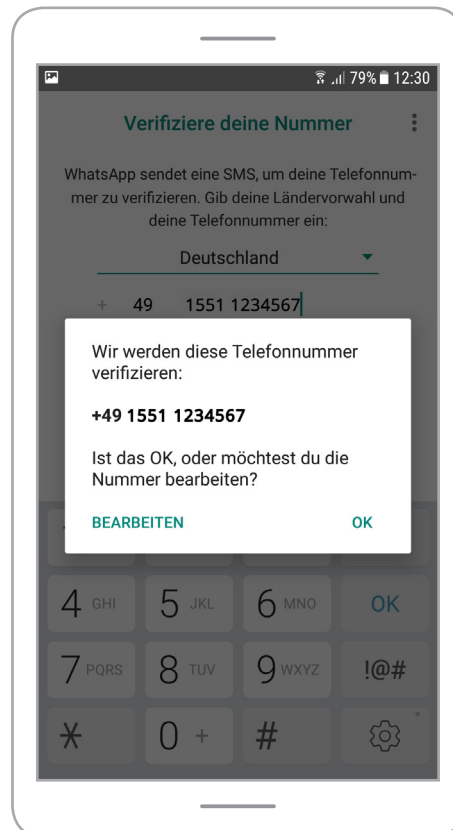 79% 12:30
Verifiziere deine Nummer
WhatsApp sendet eine SMS, um deine Telefonnum-
mer zu verifizieren. Gib deine Ländervorwahl und
deine Telefonnummer ein:
Deutschland
+ 49 1551 1234567
Wir werden diese Telefonnummer
verifizieren:
+49 1551 1234567
Ist das OK, oder möchtest du die
Nummer bearbeiten?
BEARBEITEN OK
4 GHI 5 JKL 6 MNO OK
7 PQRS 8 TUV 9 WXYZ !@#
* 0 + #